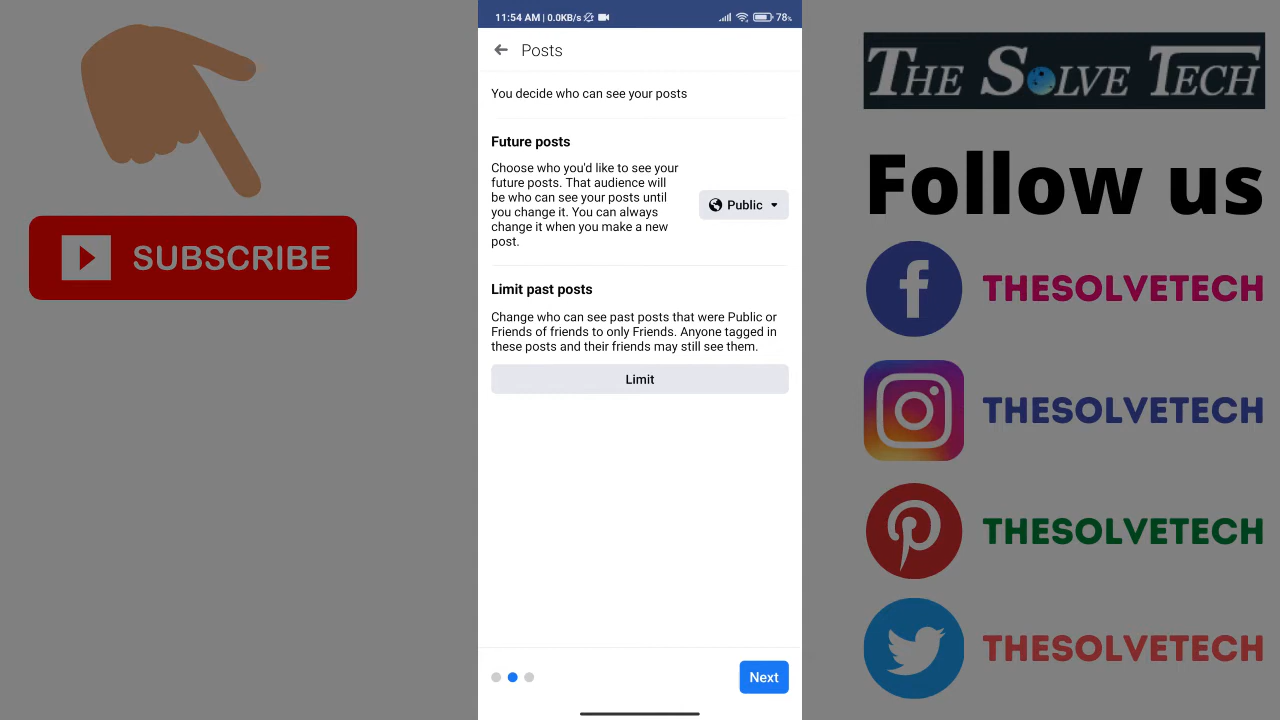 11:54 AM | 0.0KB/s
78%
Posts
You decide who can see your posts
Future posts
Choose who you'd like to see your
future posts. That audience will
be who can see your posts until
you change it. You can always
change it when you make a new
post.
Public
Limit past posts
Change who can see past posts that were Public or
Friends of friends to only Friends. Anyone tagged in
these posts and their friends may still see them.
Limit
Next
SUBSCRIBE
THE SOLVE TECH
Follow us
THESOLVETECH
THESOLVETECH
THESOLVETECH
THESOLVETECH